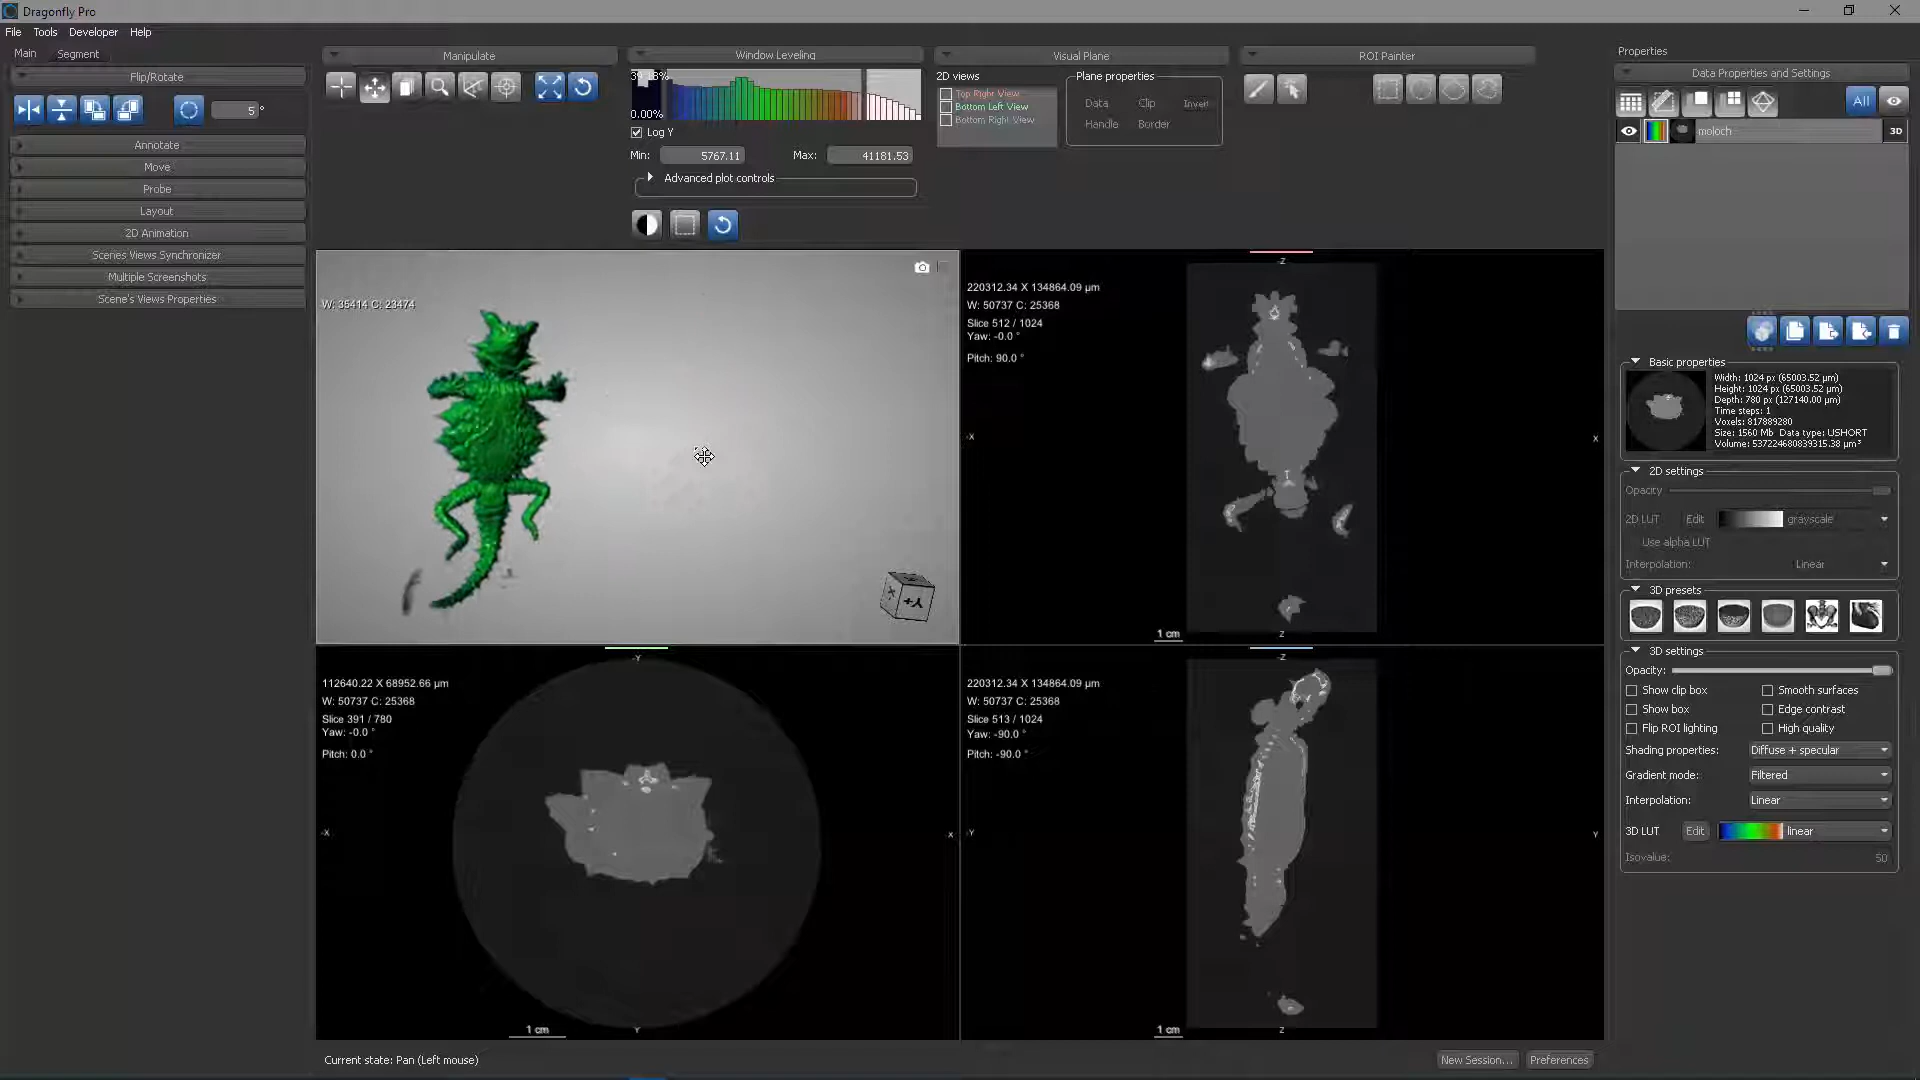 Dragonfly Pro
File Tools Developer Help
Main Segment
Flip/Rotate
5 °
Annotate
Move
Probe
Layout
2D Animation
Scenes Views Synchronizer
Multiple Screenshots
Scene's Views Properties
Manipulate
Window Leveling
39.18%
0.00%
Log Y
Min: 5767.11 Max: 41181.53
Advanced plot controls
Visual Plane
2D views
Top Right View
Bottom Left View
Bottom Right View
Plane properties
Data Clip Invert
Handle Border
ROI Painter
W: 35414 C: 23474
Y+
X
-Z
220312.34 X 134864.09 µm
W: 50737 C: 25368
Slice 512 / 1024
Yaw: -0.0 °
Pitch: 90.0 °
-X
X
1 cm
Z
-Y
112640.22 X 68952.66 µm
W: 50737 C: 25368
Slice 391 / 780
Yaw: -0.0 °
Pitch: 0.0 °
-X
X
1 cm
Y
-Z
220312.34 X 134864.09 µm
W: 50737 C: 25368
Slice 513 / 1024
Yaw: -90.0 °
Pitch: -90.0 °
-Y
Y
1 cm
Z
Current state: Pan (Left mouse)
New Session... Preferences
Properties
Data Properties and Settings
All
moloch 3D
Basic properties
Width: 1024 px (65003.52 µm)
Height: 1024 px (65003.52 µm)
Depth: 780 px (127140.00 µm)
Time steps: 1
Voxels: 817889280
Size: 1560 Mb Data type: USHORT
Volume: 537224680839315.38 µm³
2D settings
Opacity
2D LUT Edit grayscale
Use alpha LUT
Interpolation: Linear
3D presets
3D settings
Opacity:
Show clip box Smooth surfaces
Show box Edge contrast
Flip ROI lighting High quality
Shading properties: Diffuse + specular
Gradient mode: Filtered
Interpolation: Linear
3D LUT Edit linear
Isovalue: 50